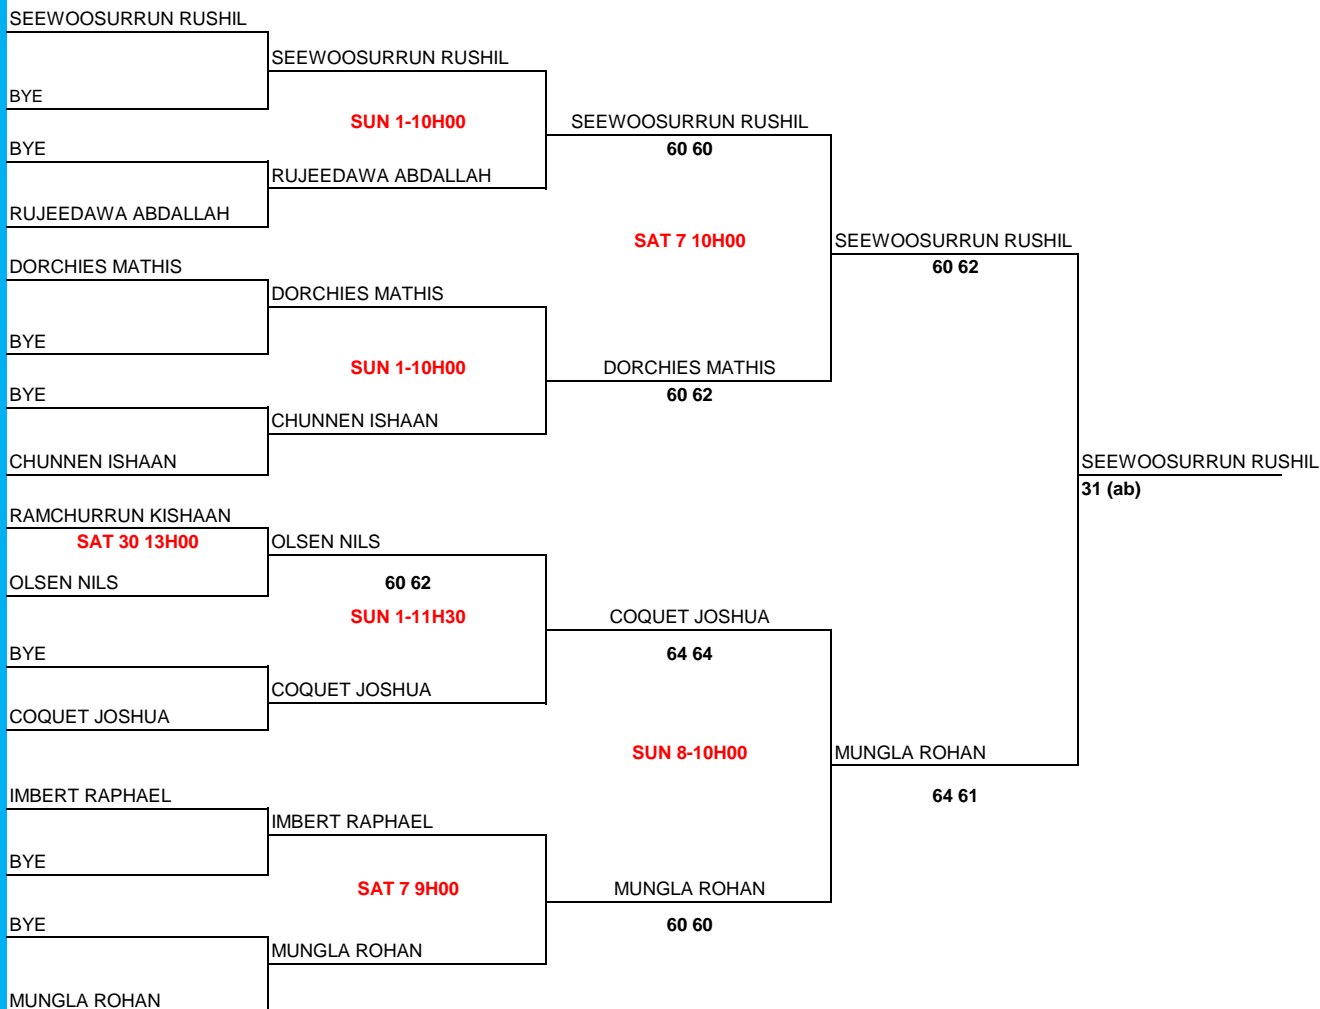 SEEWOOSURRUN RUSHIL
SEEWOOSURRUN RUSHIL
BYE
SUN 1-10H00
SEEWOOSURRUN RUSHIL
BYE
60 60
RUJEEDAWA ABDALLAH
RUJEEDAWA ABDALLAH
SAT 7 10H00
SEEWOOSURRUN RUSHIL
DORCHIES MATHIS
60 62
DORCHIES MATHIS
BYE
SUN 1-10H00
DORCHIES MATHIS
BYE
60 62
CHUNNEN ISHAAN
CHUNNEN ISHAAN
SEEWOOSURRUN RUSHIL
31 (ab)
RAMCHURRUN KISHAAN
SAT 30 13H00
OLSEN NILS
OLSEN NILS
60 62
SUN 1-11H30
COQUET JOSHUA
BYE
64 64
COQUET JOSHUA
COQUET JOSHUA
SUN 8-10H00
MUNGLA ROHAN
IMBERT RAPHAEL
64 61
IMBERT RAPHAEL
BYE
SAT 7 9H00
MUNGLA ROHAN
BYE
60 60
MUNGLA ROHAN
MUNGLA ROHAN